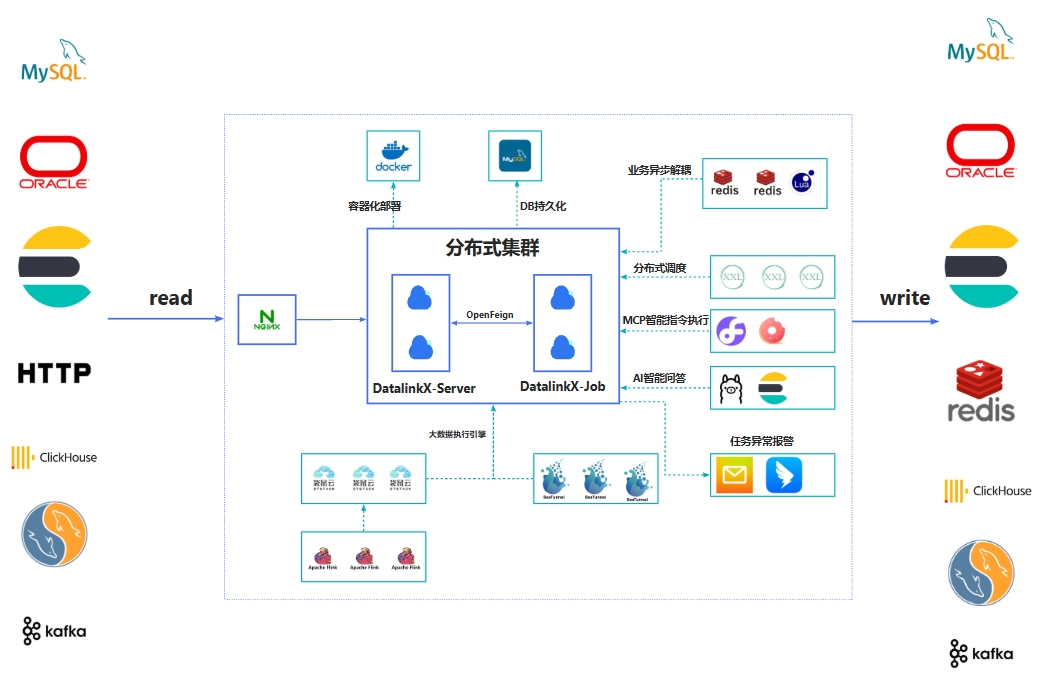 MySQL
ORACLE
HTTP
ClickHouse
kafka
read
NGINX
docker
容器化部署
MySQL
DB持久化
分布式集群
OpenFeign
DatalinkX-Server
DatalinkX-Job
业务异步解耦
redis
redis
Lua
分布式调度
XXL
XXL
XXL
MCP智能指令执行
AI智能问答
任务异常报警
大数据执行引擎
袋鼠云
DTSTACK
袋鼠云
DTSTACK
袋鼠云
DTSTACK
SeaTunnel
SeaTunnel
SeaTunnel
Apache Flink
Apache Flink
Apache Flink
write
MySQL
ORACLE
redis
ClickHouse
kafka